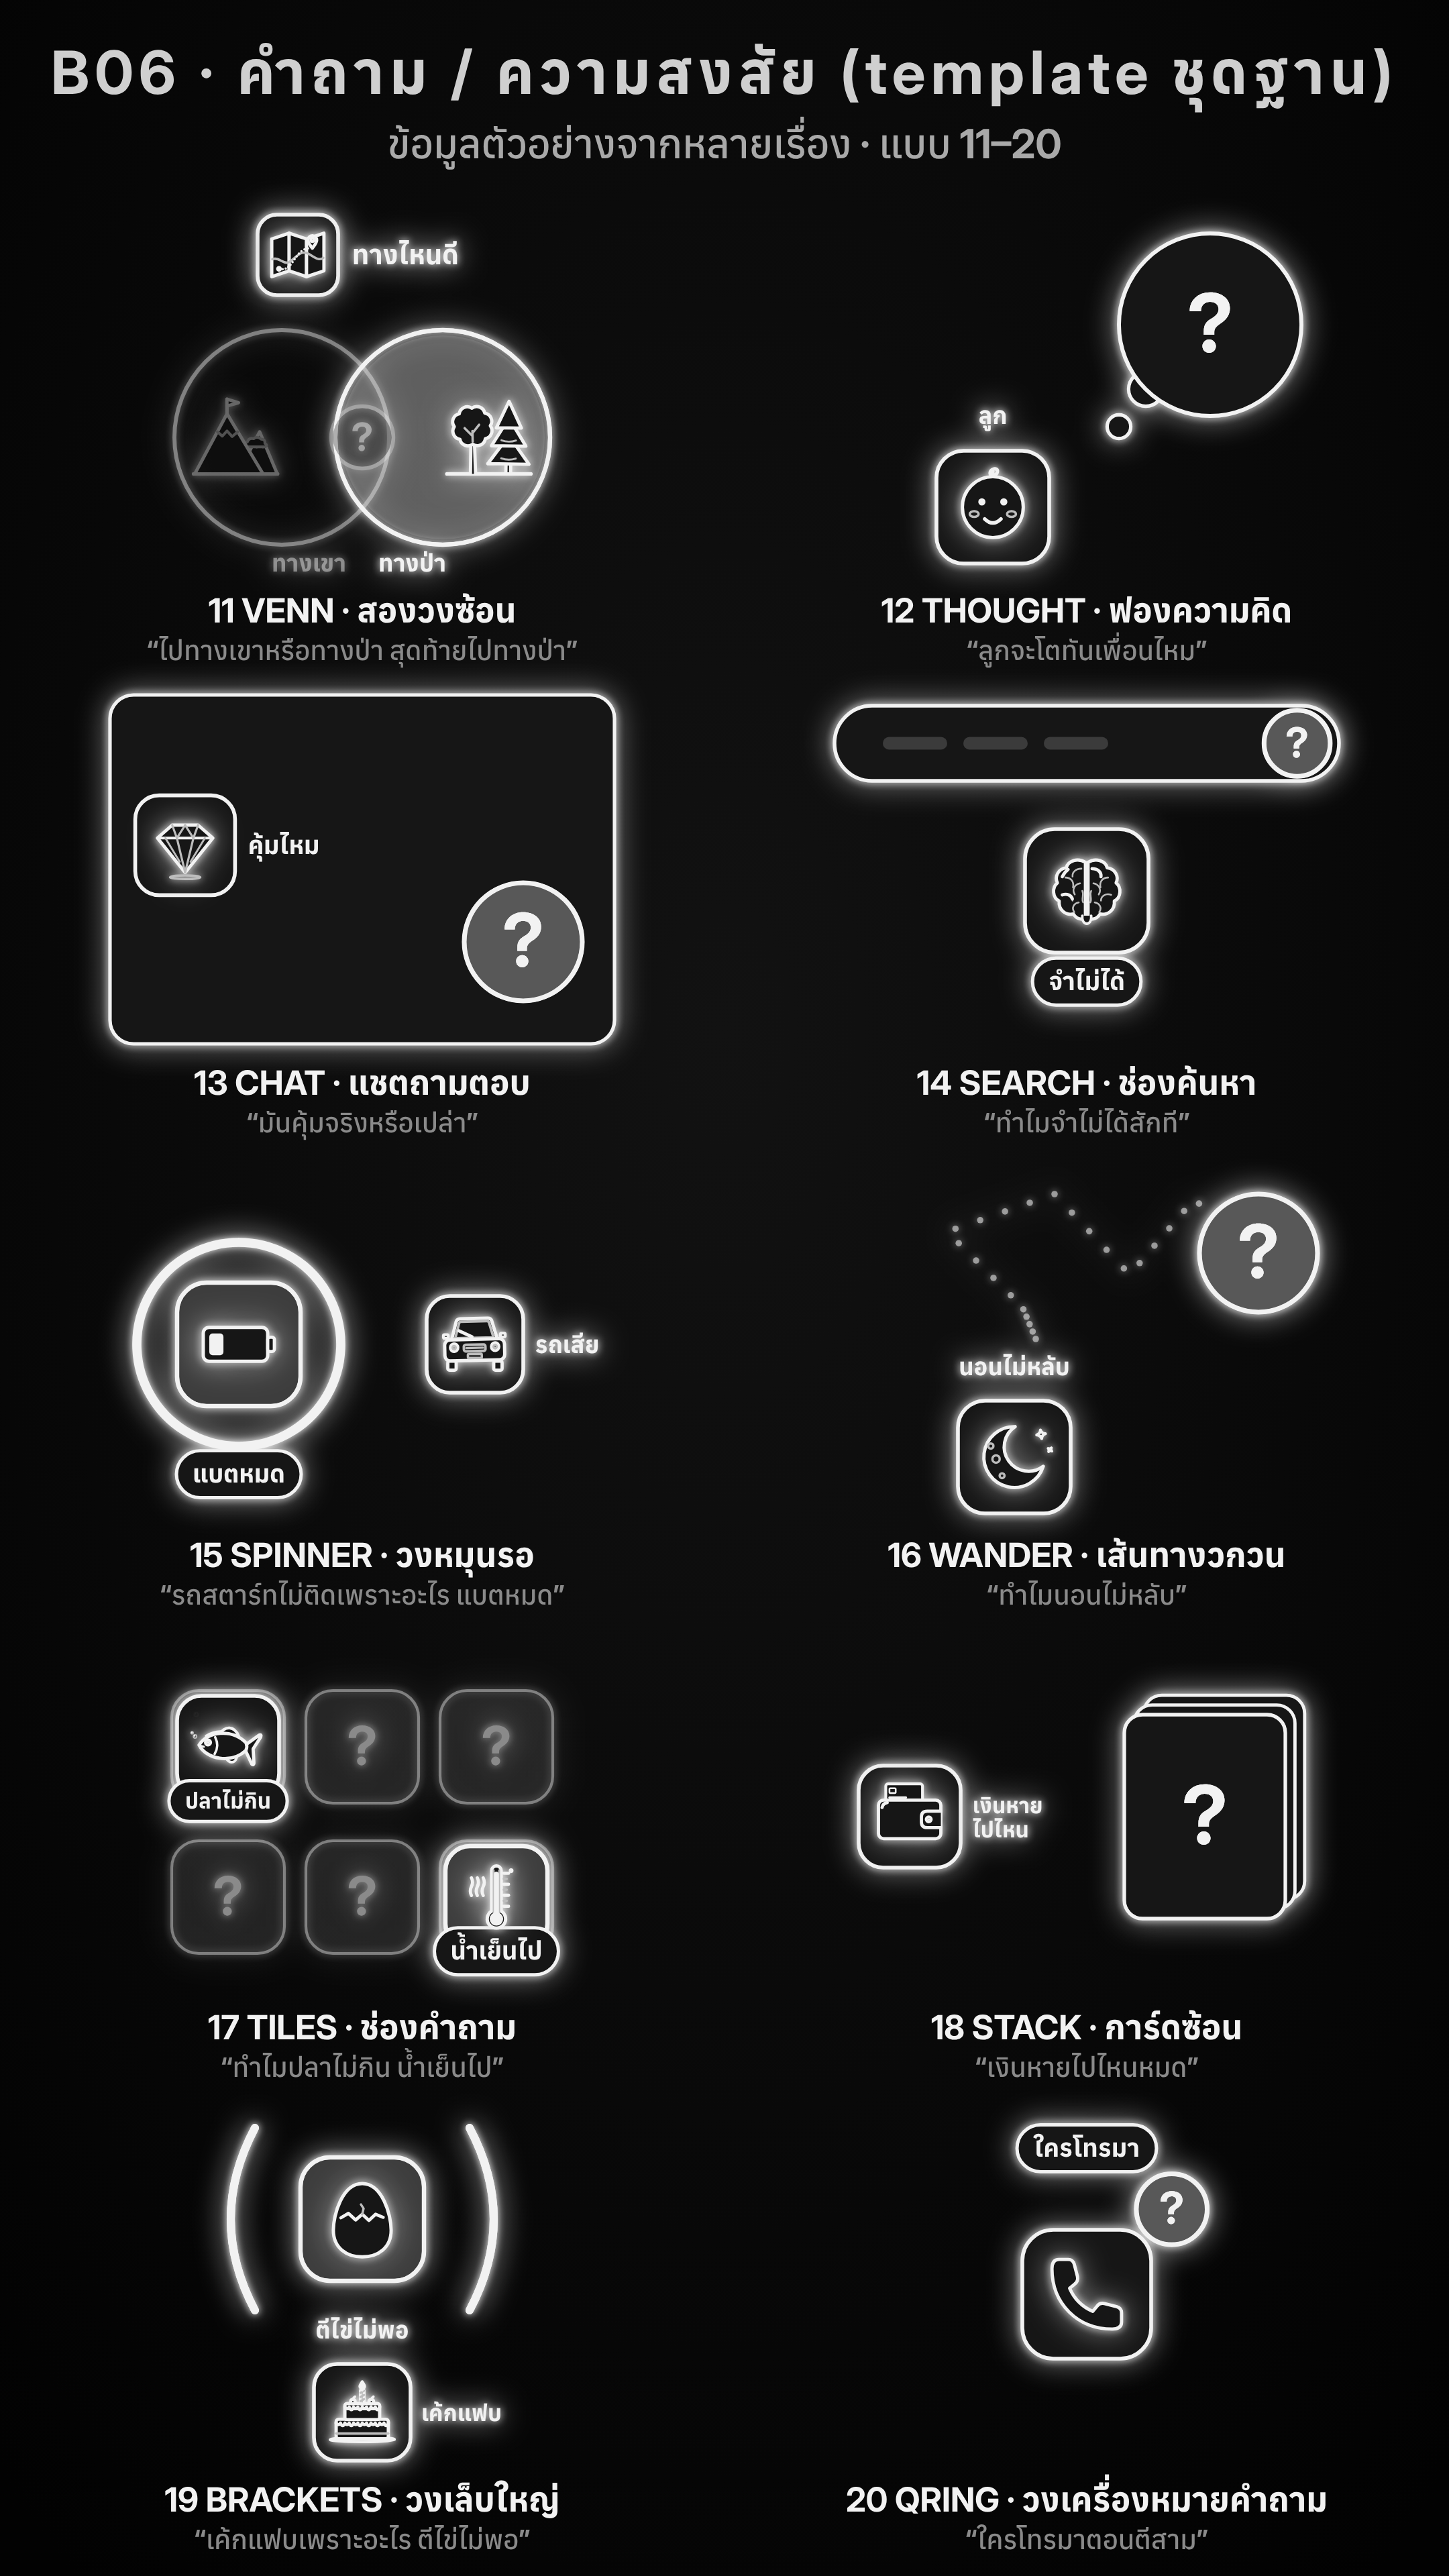 B06 · คำถาม / ความสงสัย (template ชุดฐาน)
ข้อมูลตัวอย่างจากหลายเรื่อง · แบบ 11–20
ทางไหนดี
?
ทางเขา ทางป่า
11 VENN · สองวงซ้อน
“ไปทางเขาหรือทางป่า สุดท้ายไปทางป่า”
?
ลูก
12 THOUGHT · ฟองความคิด
“ลูกจะโตทันเพื่อนไหม”
คุ้มไหม
?
13 CHAT · แชตถามตอบ
“มันคุ้มจริงหรือเปล่า”
?
จำไม่ได้
14 SEARCH · ช่องค้นหา
“ทำไมจำไม่ได้สักที”
รถเสีย
แบตหมด
15 SPINNER · วงหมุนรอ
“รถสตาร์ทไม่ติดเพราะอะไร แบตหมด”
?
นอนไม่หลับ
16 WANDER · เส้นทางวกวน
“ทำไมนอนไม่หลับ”
? ?
ปลาไม่กิน
? ?
น้ำเย็นไป
17 TILES · ช่องคำถาม
“ทำไมปลาไม่กิน น้ำเย็นไป”
เงินหาย
ไปไหน
?
18 STACK · การ์ดซ้อน
“เงินหายไปไหนหมด”
ตีไข่ไม่พอ
เค้กแฟบ
19 BRACKETS · วงเล็บใหญ่
“เค้กแฟบเพราะอะไร ตีไข่ไม่พอ”
ใครโทรมา
?
20 QRING · วงเครื่องหมายคำถาม
“ใครโทรมาตอนตีสาม”